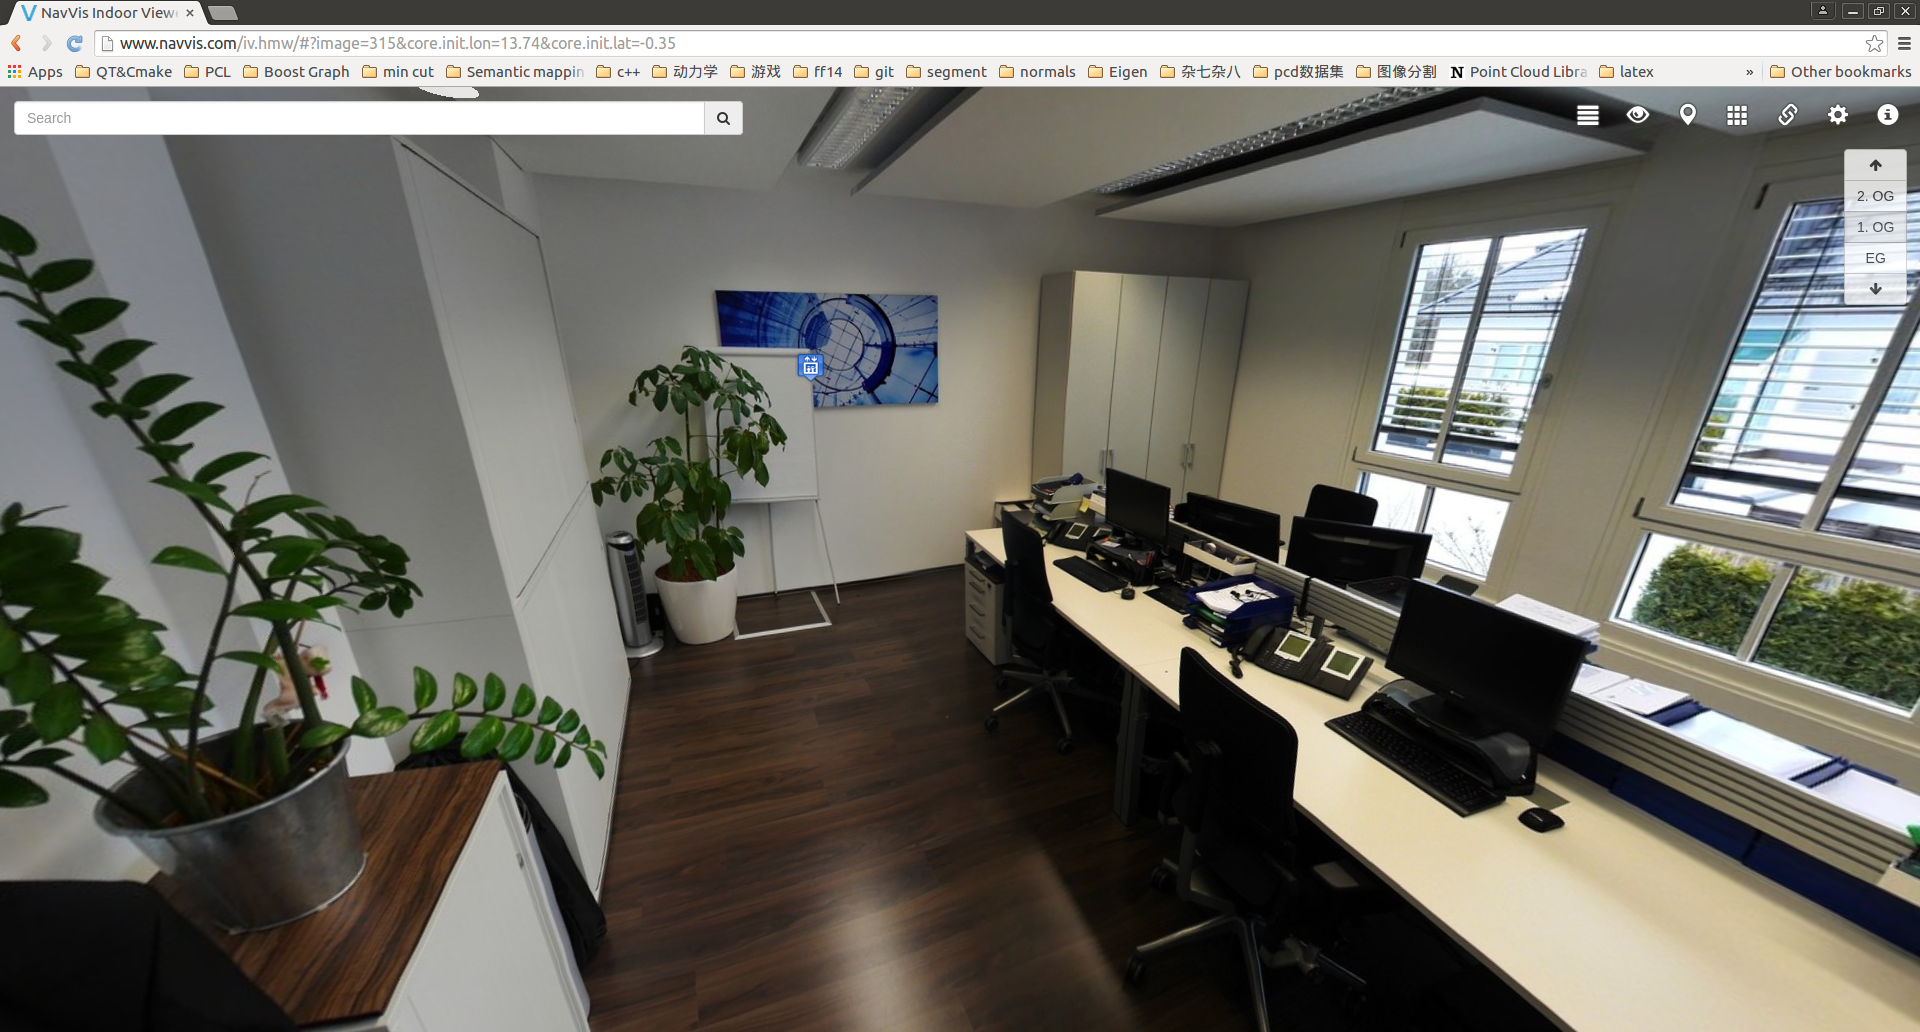 NavVis Indoor View
www.navvis.com/iv.hmw/#?image=315&core.init.lon=13.74&core.init.lat=-0.35
Apps QT&Cmake PCL Boost Graph min cut Semantic mappin c++ 动力学 游戏 ff14 git segment normals Eigen 杂七杂八 pcd数据集 图像分割 N Point Cloud Libra latex » Other bookmarks
Search
2. OG
1. OG
EG